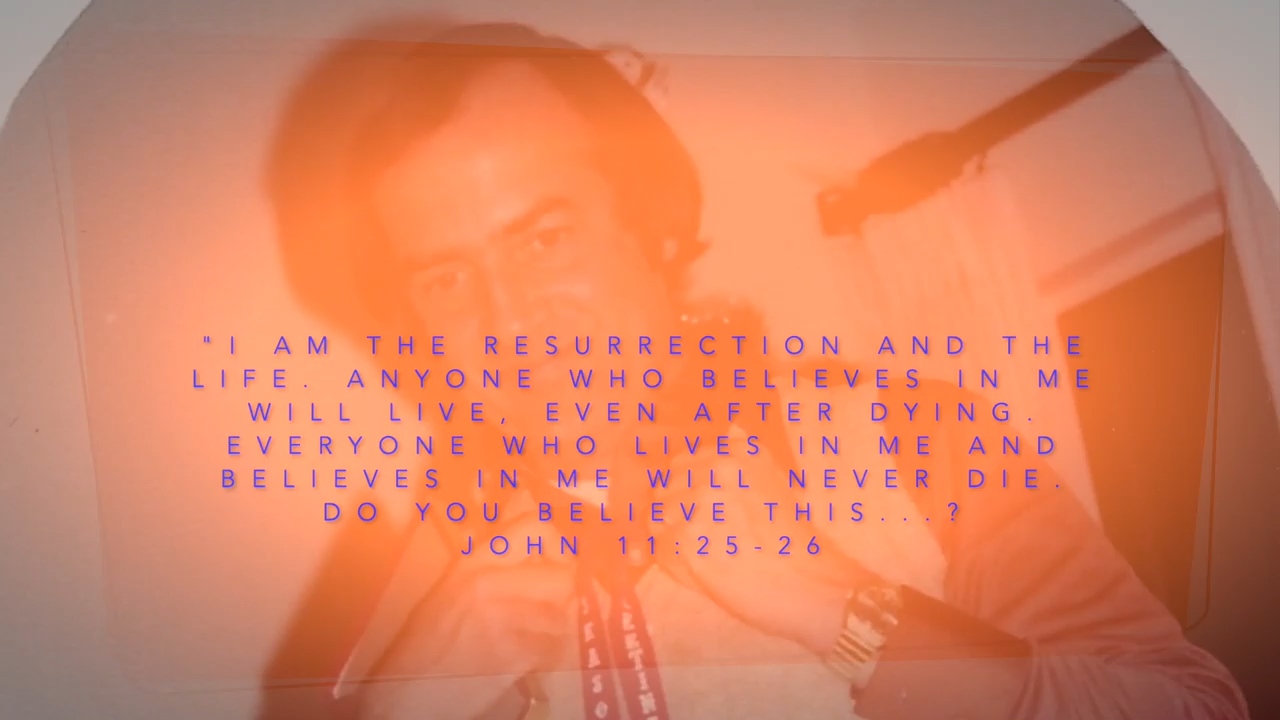 "I AM THE RESURRECTION AND THE
LIFE. ANYONE WHO BELIEVES IN ME
WILL LIVE, EVEN AFTER DYING.
EVERYONE WHO LIVES IN ME AND
BELIEVES IN ME WILL NEVER DIE.
DO YOU BELIEVE THIS...?
JOHN 11:25-26